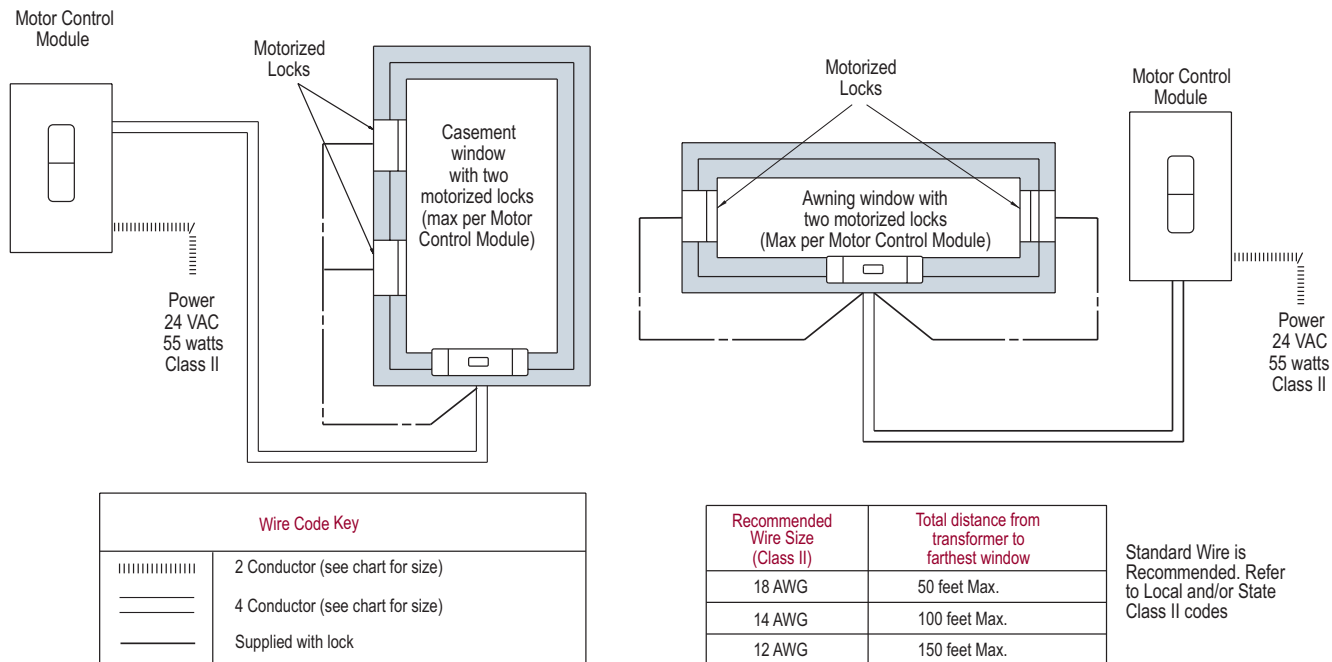 Motor Control
Module
Motorized
Locks
Casement
window
with two
motorized locks
(max per Motor
Control Module)
Power
24 VAC
55 watts
Class II
Motorized
Locks
Motor Control
Module
Awning window with
two motorized locks
(Max per Motor Control Module)
Power
24 VAC
55 watts
Class II
Wire Code Key
2 Conductor (see chart for size)
4 Conductor (see chart for size)
Supplied with lock
Recommended
Wire Size
(Class II)
Total distance from
transformer to
farthest window
18 AWG
50 feet Max.
14 AWG
100 feet Max.
12 AWG
150 feet Max.
Standard Wire is
Recommended. Refer
to Local and/or State
Class II codes